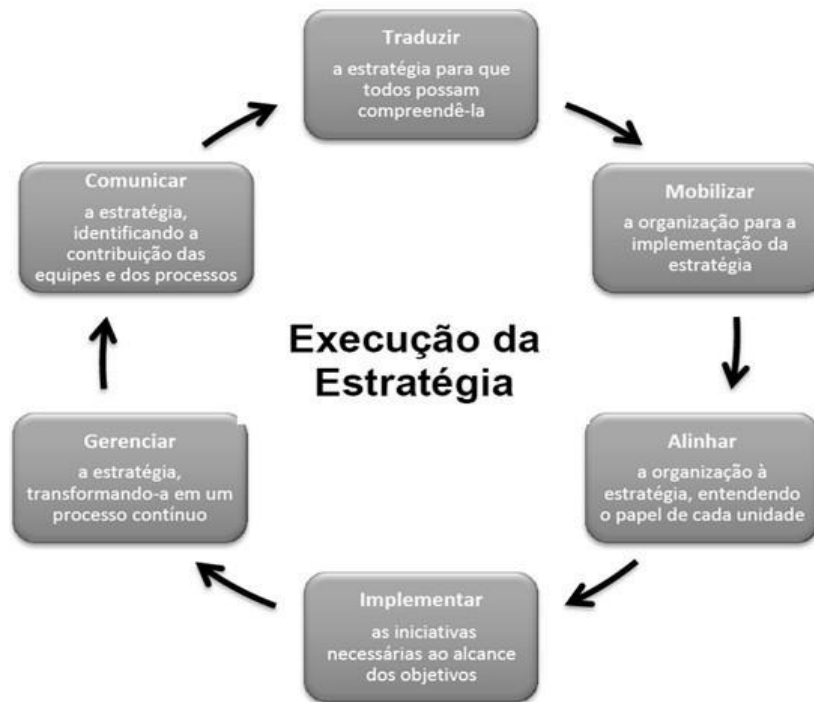 Traduzir
a estratégia para que
todos possam
compreendê-la
Mobilizar
a organização para a
implementação da
estratégia
Alinhar
a organização à
estratégia, entendendo
o papel de cada unidade
Implementar
as iniciativas
necessárias ao alcance
dos objetivos
Gerenciar
a estratégia,
transformando-a em um
processo contínuo
Comunicar
a estratégia,
identificando a
contribuição das
equipes e dos processos
Execução da
Estratégia